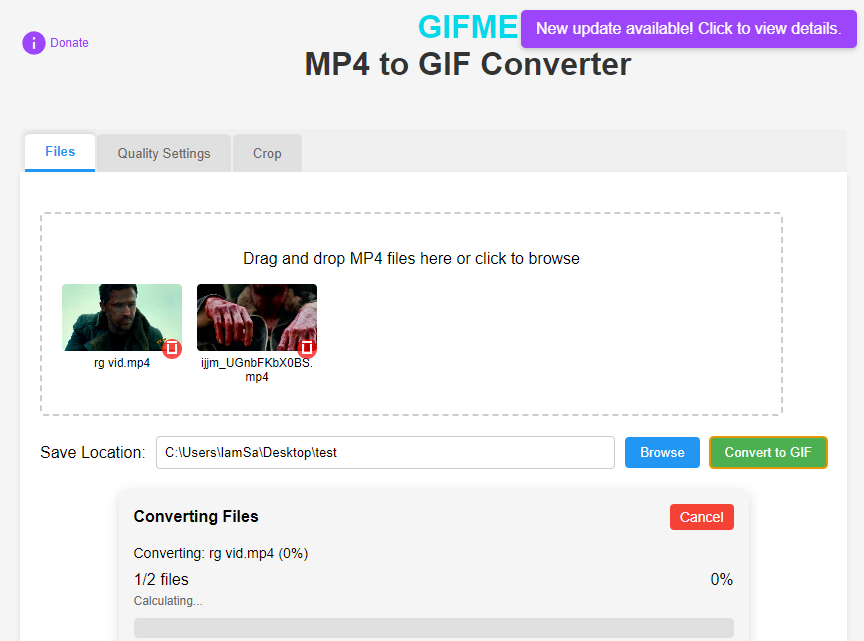 Donate
GIFME
New update available! Click to view details.
MP4 to GIF Converter
Files
Quality Settings
Crop
Drag and drop MP4 files here or click to browse
rg vid.mp4
ijjm_UGnbFKbX0BS.
mp4
Save Location:
C:\Users\IamSa\Desktop\test
Browse
Convert to GIF
Converting Files
Cancel
Converting: rg vid.mp4 (0%)
1/2 files
0%
Calculating...